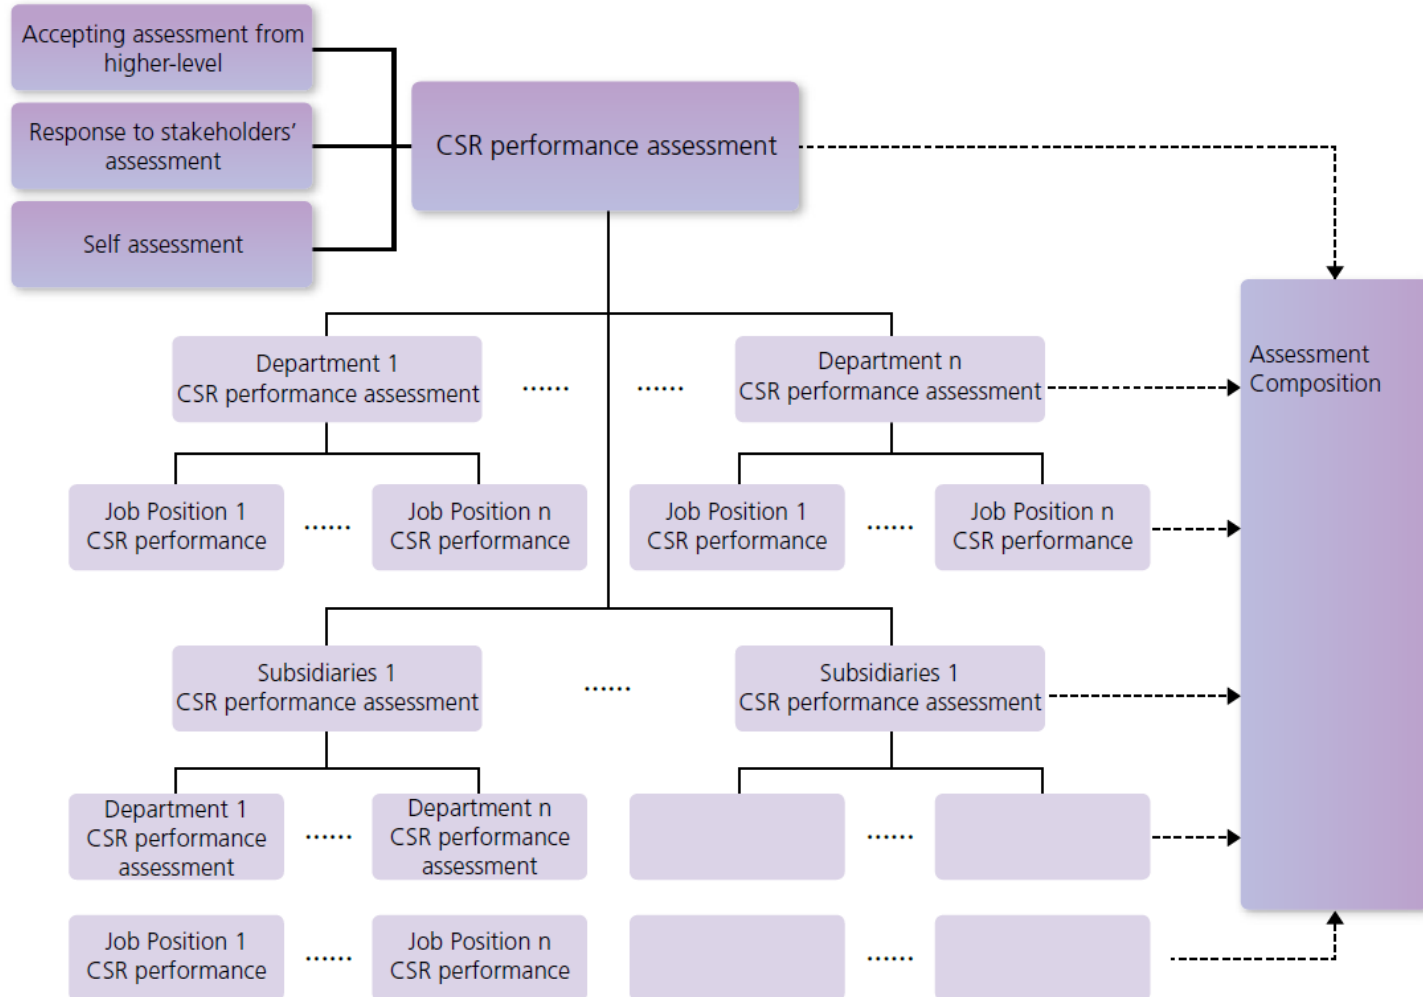 Accepting assessment from
higher-level
Response to stakeholders’
assessment
Self assessment
CSR performance assessment
Assessment
Composition
Department 1
CSR performance assessment
......
......
Department n
CSR performance assessment
Job Position 1
CSR performance
......
Job Position n
CSR performance
Job Position 1
CSR performance
......
Job Position n
CSR performance
Subsidiaries 1
CSR performance assessment
......
Subsidiaries 1
CSR performance assessment
Department 1
CSR performance
assessment
......
Department n
CSR performance
assessment
......
Job Position 1
CSR performance
......
Job Position n
CSR performance
......